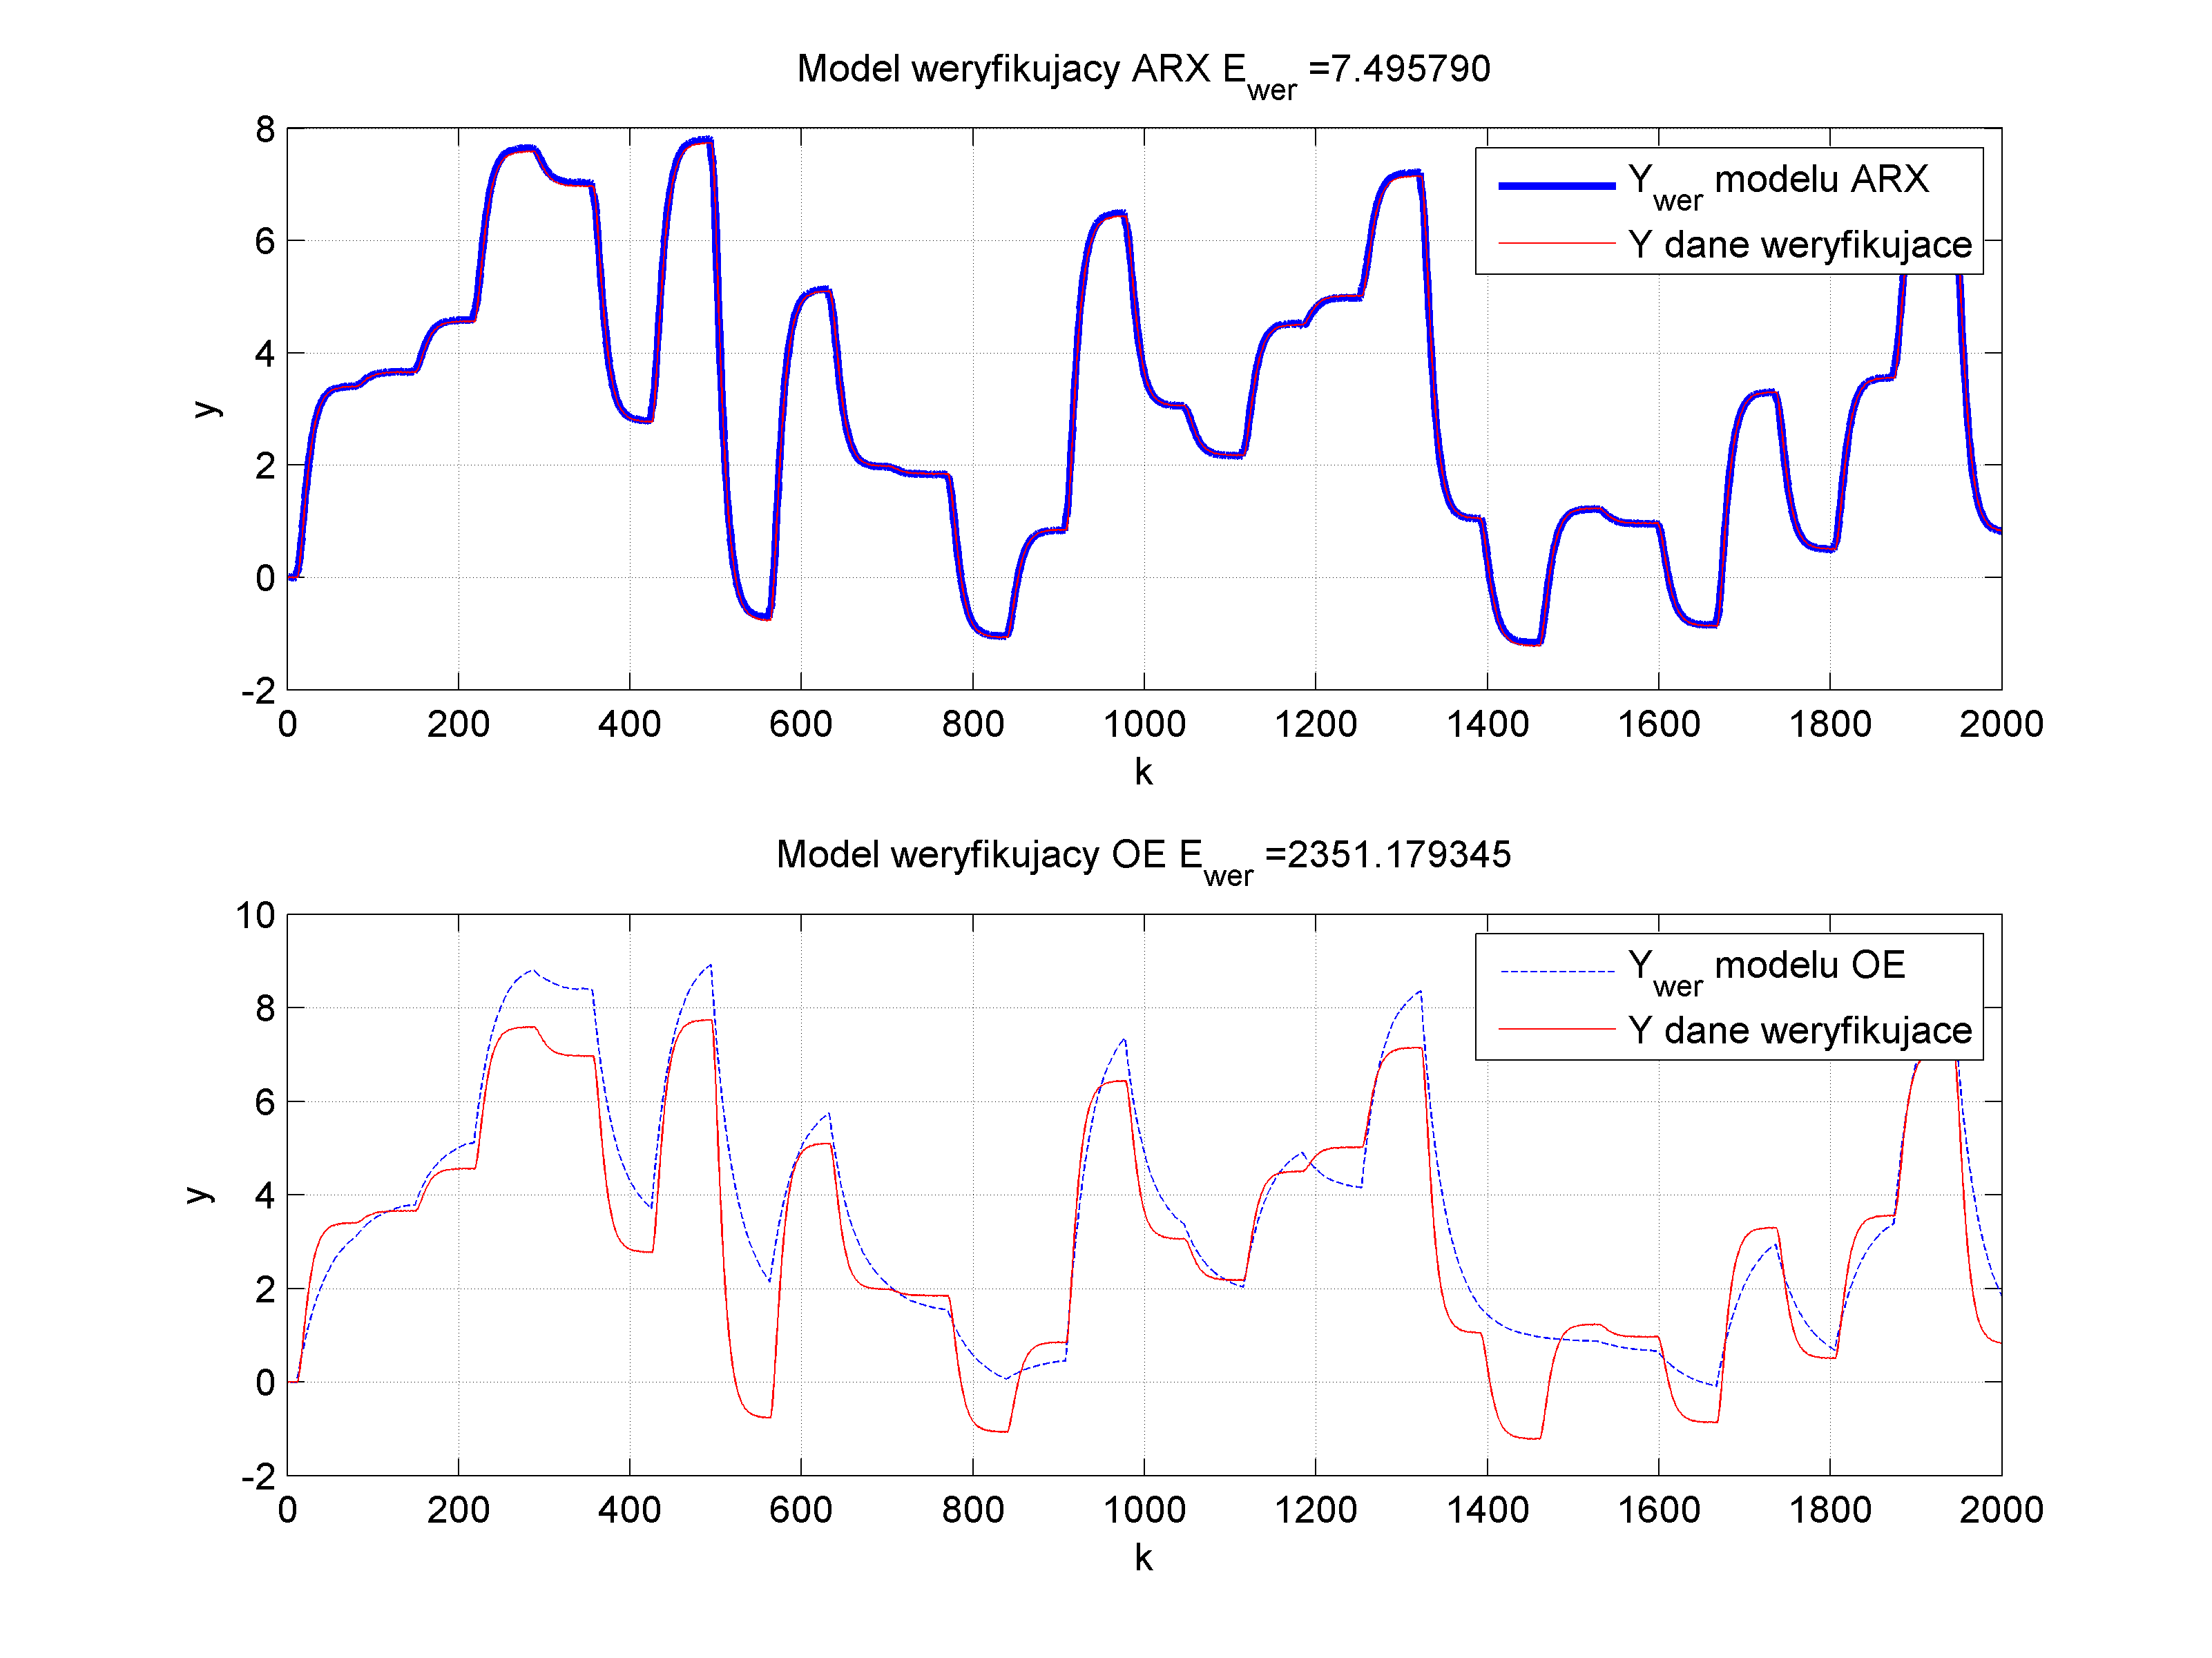 Model weryfikujacy ARX E_wer =7.495790
8
6
4
2
0
-2
y
Y_wer modelu ARX
Y dane weryfikujace
0 200 400 600 800 1000 1200 1400 1600 1800 2000
k
Model weryfikujacy OE E_wer =2351.179345
10
8
6
4
2
0
-2
y
Y_wer modelu OE
Y dane weryfikujace
0 200 400 600 800 1000 1200 1400 1600 1800 2000
k